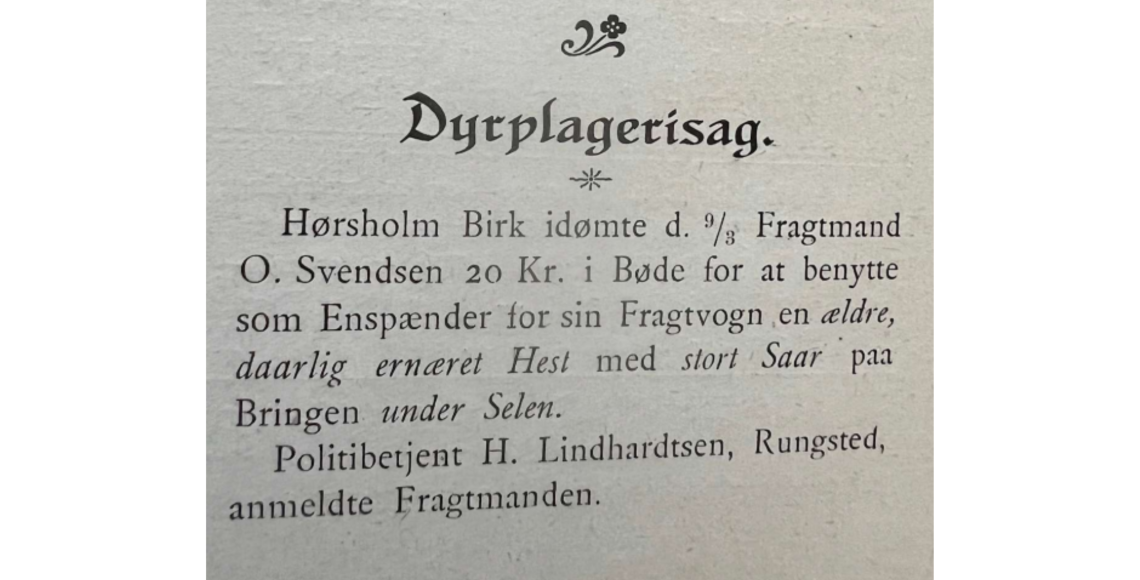 Dyrplagerisag.
Hørsholm Birk idømte d. 9/3 Fragtmand
O. Svendsen 20 Kr. i Bøde for at benytte
som Enspænder for sin Fragtvogn en ældre,
daarlig ernæret Hest med stort Saar paa
Bringen under Selen.
Politibetjent H. Lindhardtsen, Rungsted,
anmeldte Fragtmanden.